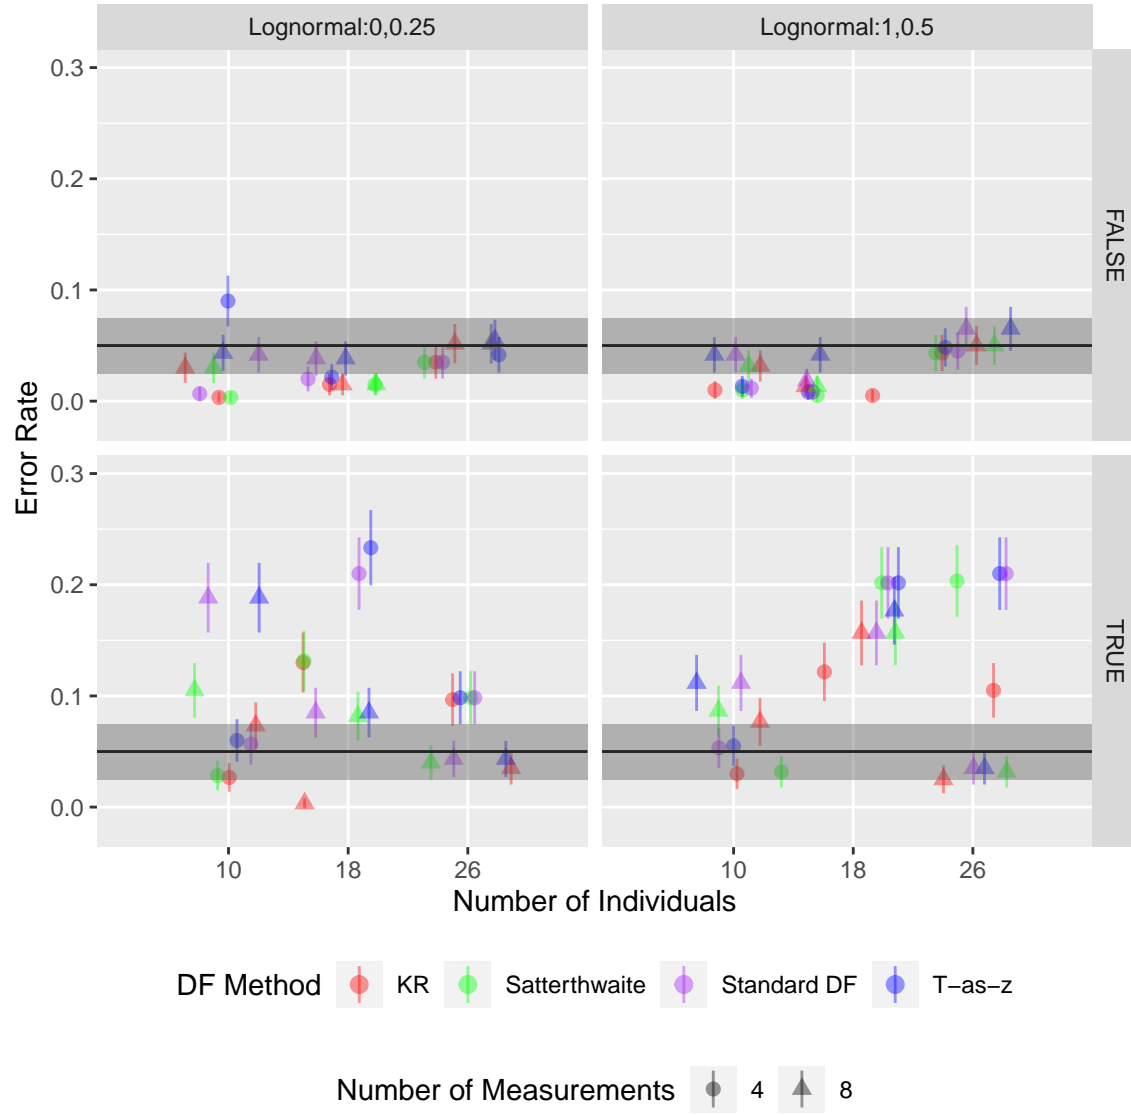 Lognormal:0,0.25
Lognormal:1,0.5
0.3
0.2
0.1
0.0
FALSE
Error Rate
0.3
0.2
0.1
0.0
TRUE
10 18 26 10 18 26
Number of Individuals
DF Method KR Satterthwaite Standard DF T−as−z
Number of Measurements 4 8